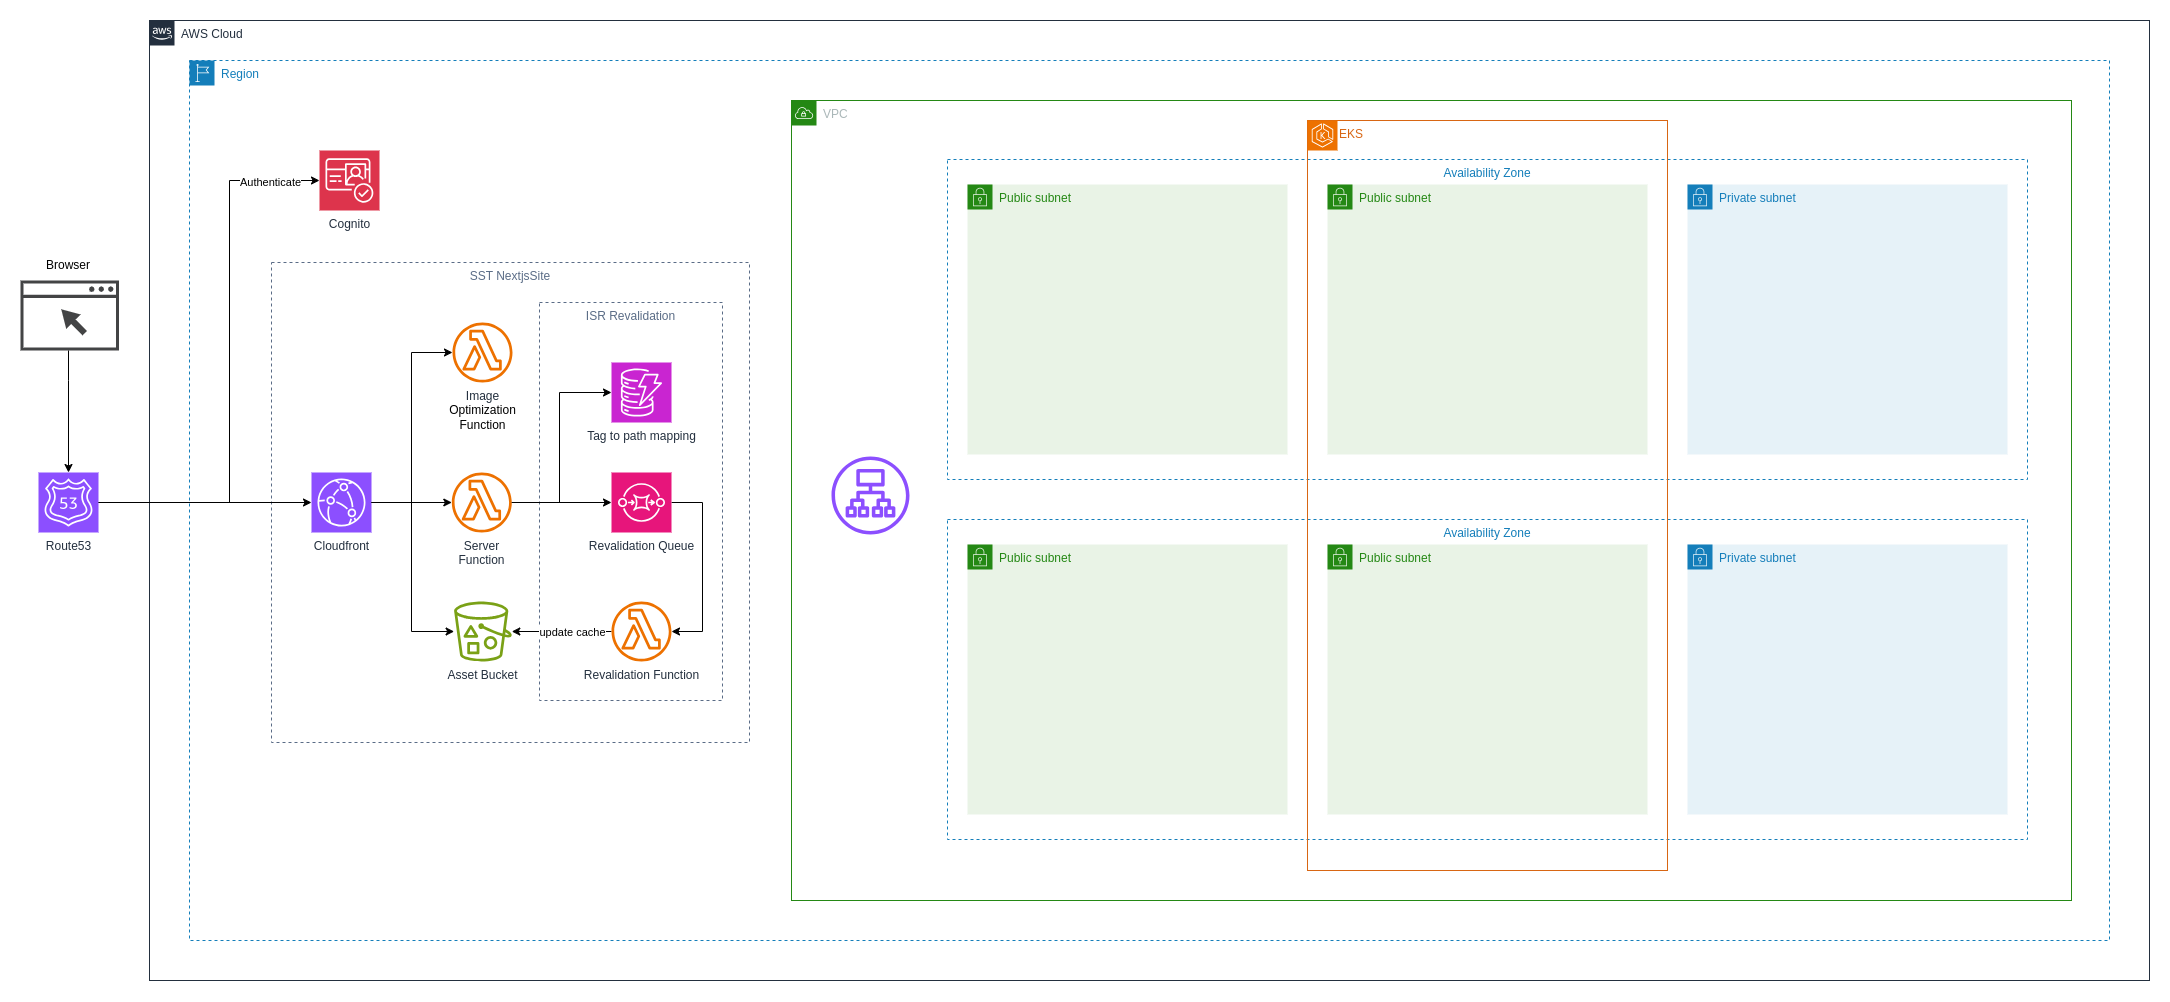 aws
AWS Cloud
Region
VPC
EKS
Availability Zone
Public subnet
Public subnet
Private subnet
Authenticate
Cognito
Browser
SST NextjsSite
ISR Revalidation
Image
Optimization
Function
Tag to path mapping
53
Route53
Cloudfront
Server
Function
Revalidation Queue
Availability Zone
Public subnet
Public subnet
Private subnet
update cache
Asset Bucket
Revalidation Function